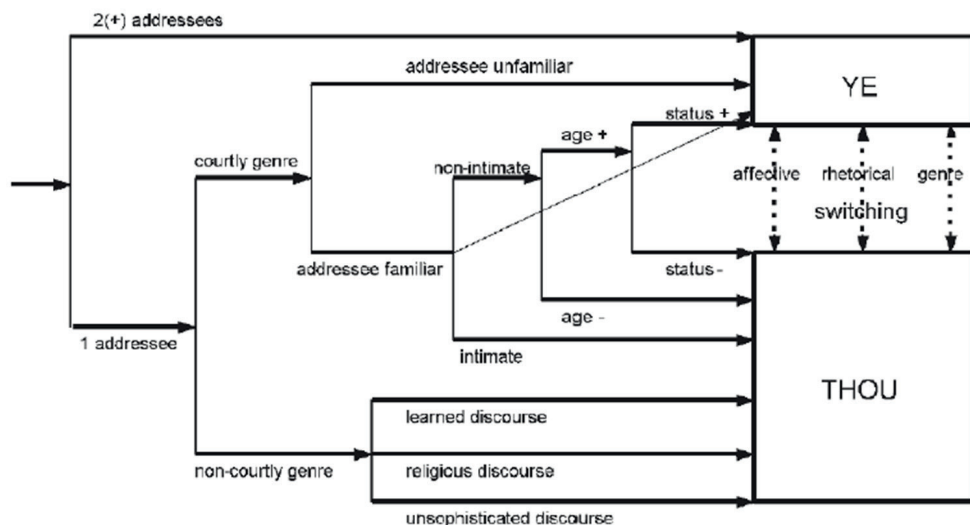 2(+) addressees
addressee unfamiliar
YE
status +
age +
courtly genre
non-intimate
affective rhetorical genre
switching
addressee familiar
status -
age -
1 addressee
intimate
THOU
learned discourse
non-courtly genre
religious discourse
unsophisticated discourse